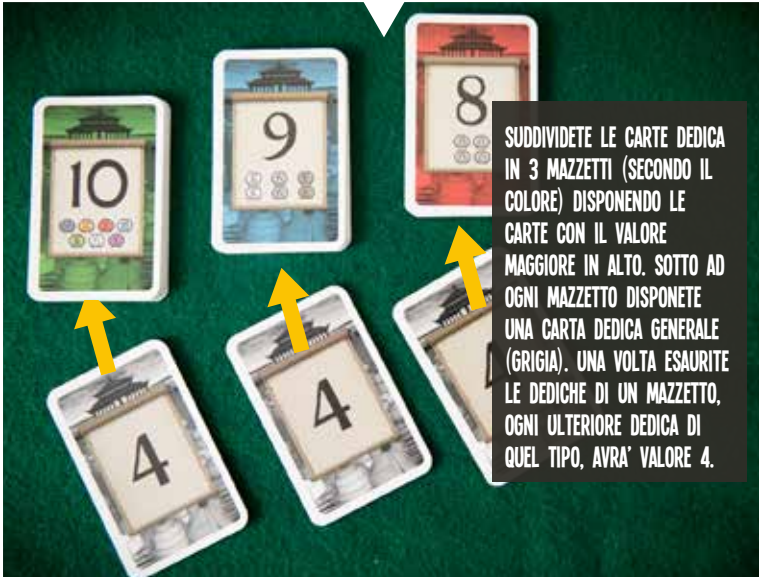 10
9
8
SUDDIVIDETE LE CARTE DEDICA
IN 3 MAZZETTI (SECONDO IL
COLORE) DISPONENDO LE
CARTE CON IL VALORE
MAGGIORE IN ALTO. SOTTO AD
OGNI MAZZETTO DISPONETE
UNA CARTA DEDICA GENERALE
(GRIGIA). UNA VOLTA ESAURITE
LE DEDICHE DI UN MAZZETTO,
OGNI ULTERIORE DEDICA DI
QUEL TIPO, AVRA' VALORE 4.
4
4